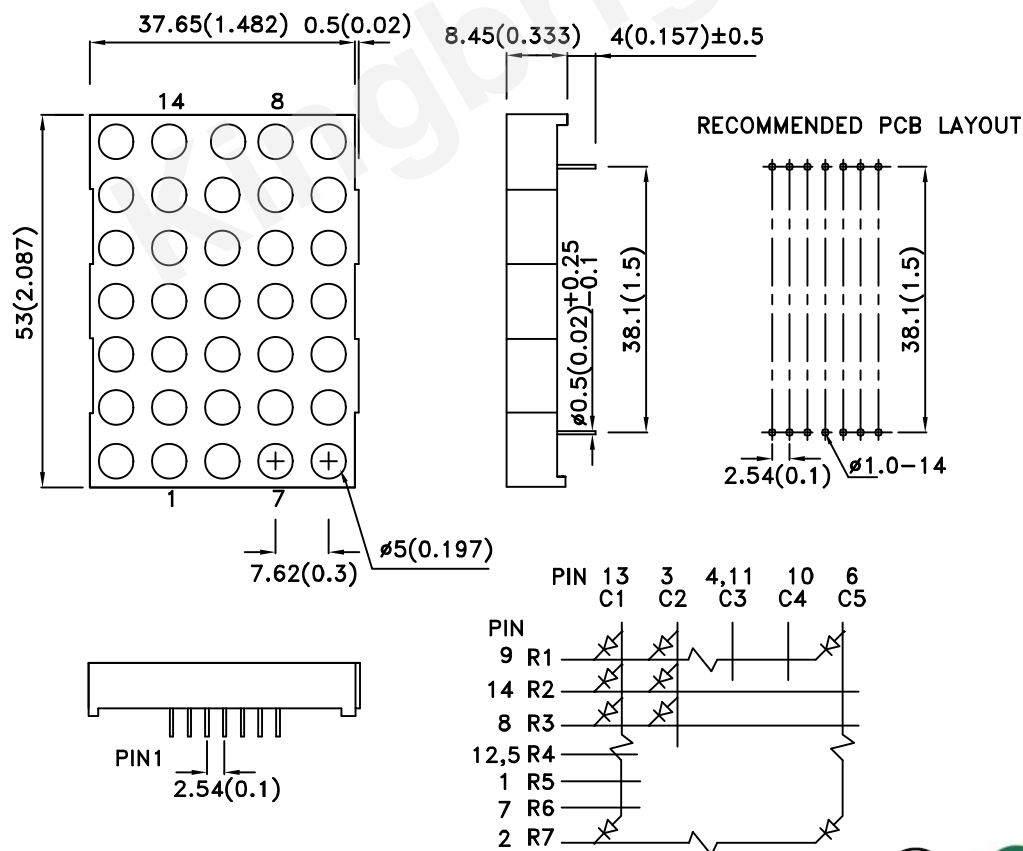 37.65(1.482)
0.5(0.02)
8.45(0.333)
4(0.157)±0.5
14
8
RECOMMENDED PCB LAYOUT
53(2.087)
ø0.5(0.02)+0.25
−0.1
38.1(1.5)
38.1(1.5)
2.54(0.1)
ø1.0−14
1
7
ø5(0.197)
7.62(0.3)
PIN 13 3 4,11 10 6
C1 C2 C3 C4 C5
PIN
9 R1
14 R2
8 R3
12,5 R4
1 R5
7 R6
2 R7
PIN1
2.54(0.1)